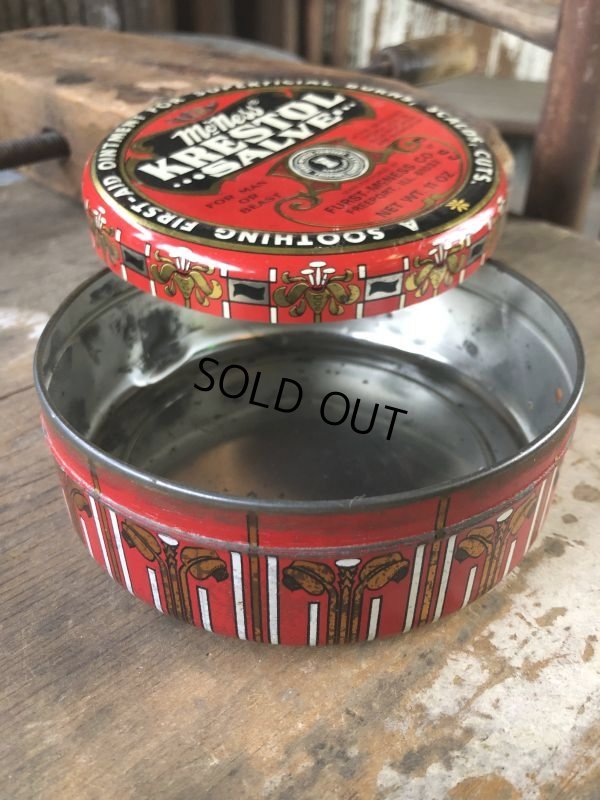 A SOOTHING FIRST-AID OINTMENT FOR SUPERFICIAL BURNS, SCALDS, CUTS.
McNess
KRESTOL
SALVE
FOR MAN
OR
BEAST
FURST-MCNESS CO.
FREEPORT, ILL.
NET WT. 11 OZ.
SOLD OUT